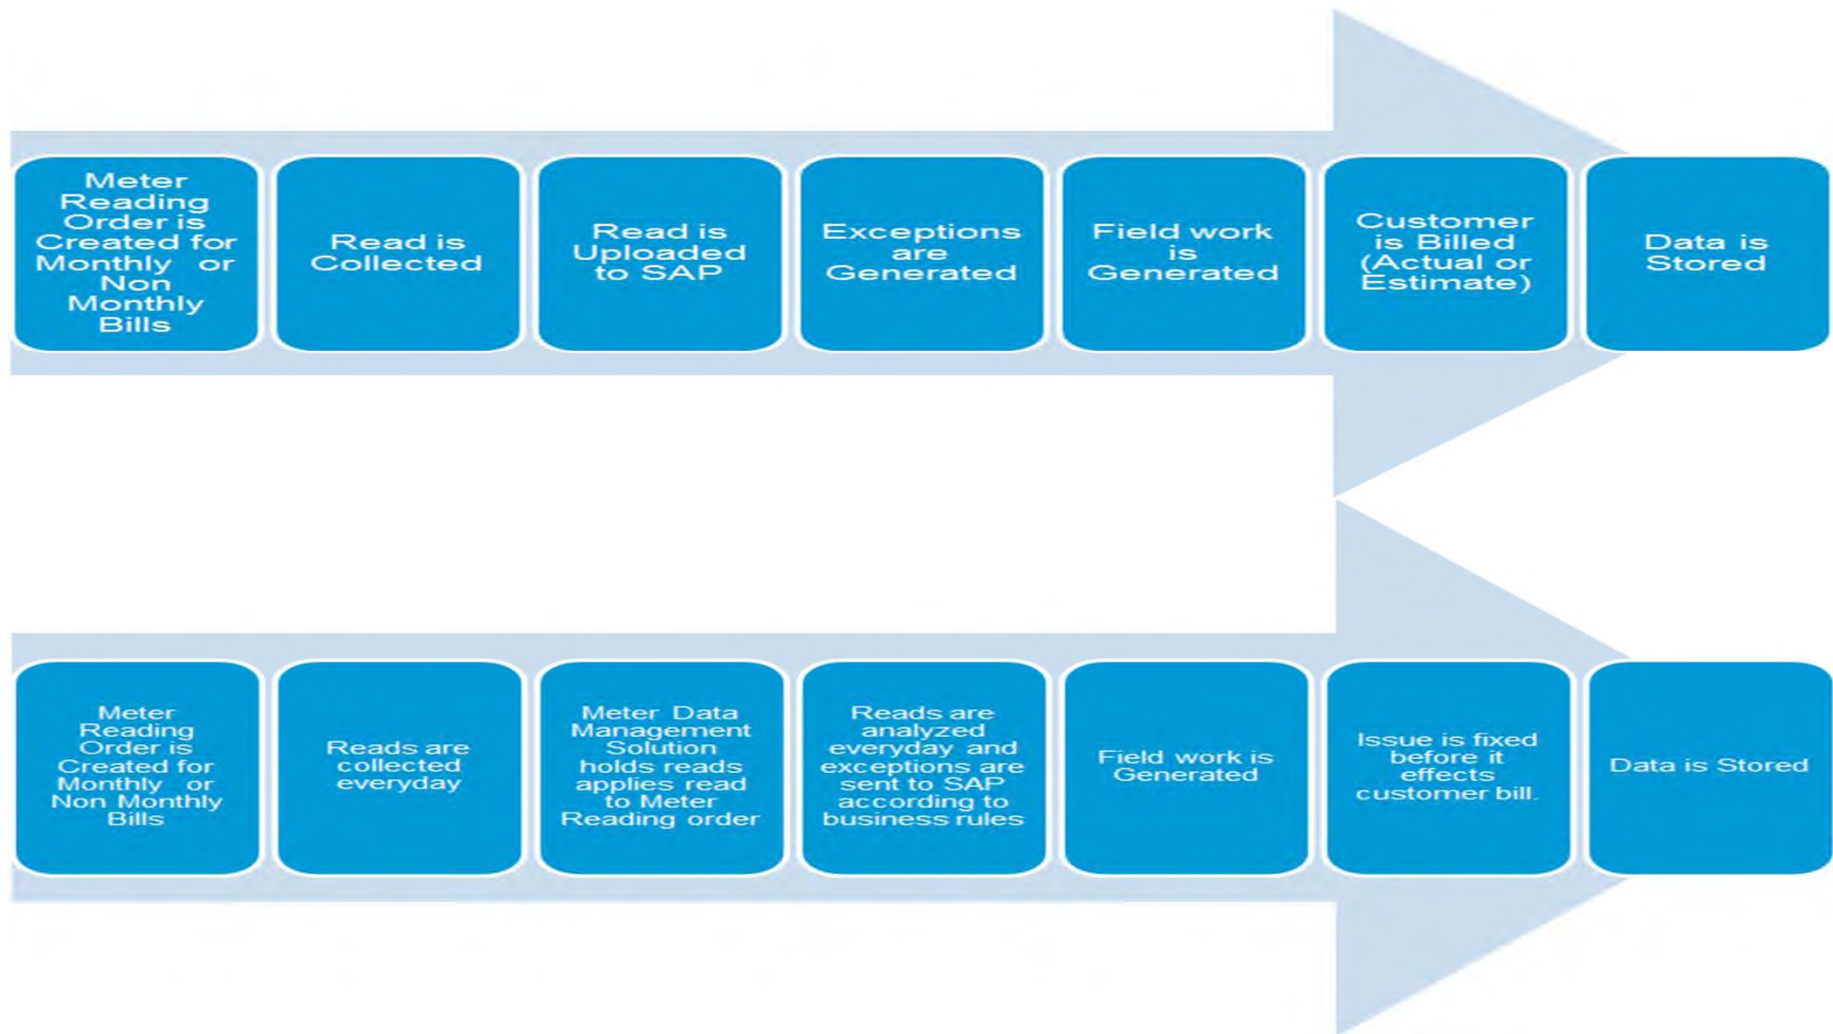 Meter
Reading
Order is
Created for
Monthly or
Non
Monthly
Bills
Read is
Collected
Read is
Uploaded
to SAP
Exceptions
are
Generated
Field work
is
Generated
Customer
is Billed
(Actual or
Estimate)
Data is
Stored
Meter
Reading
Order is
Created for
Monthly or
Non Monthly
Bills
Reads are
collected
everyday
Meter Data
Management
Solution
holds reads
applies read
to Meter
Reading order
Reads are
analyzed
everyday and
exceptions are
sent to SAP
according to
business rules
Field work is
Generated
Issue is fixed
before it
effects
customer bill.
Data is Stored